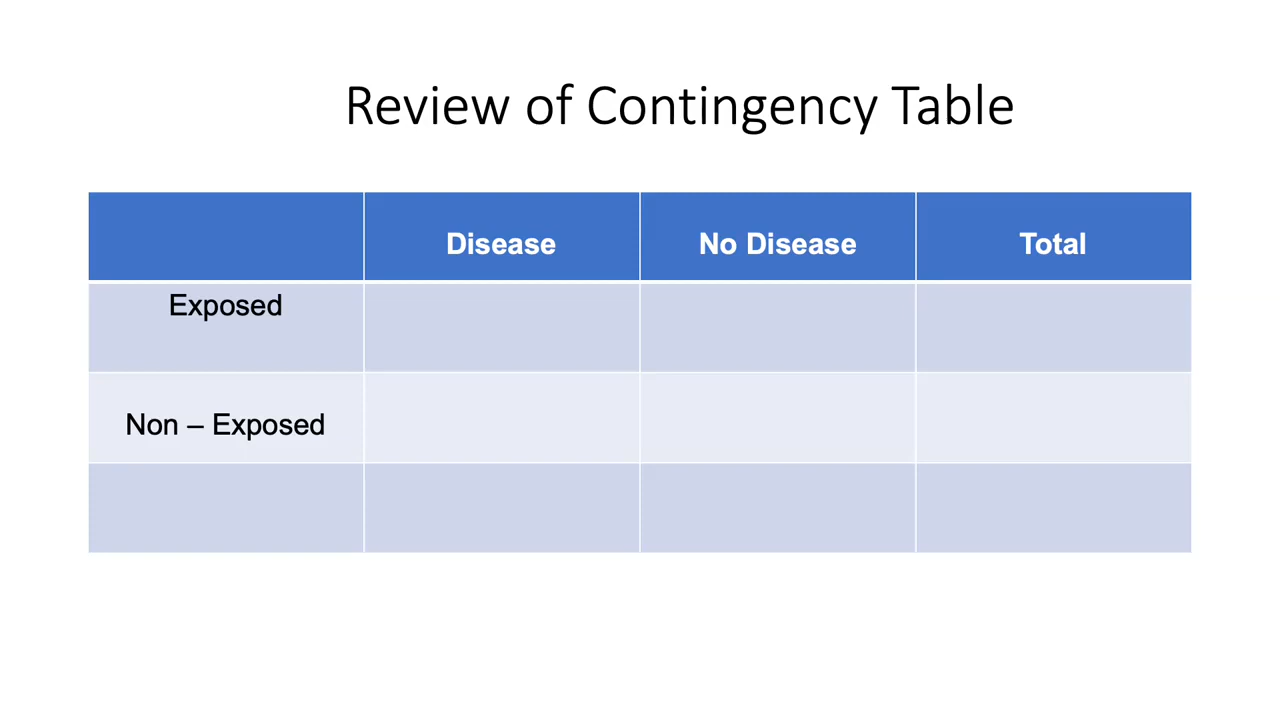 Review of Contingency Table
Disease No Disease Total
Exposed
Non – Exposed